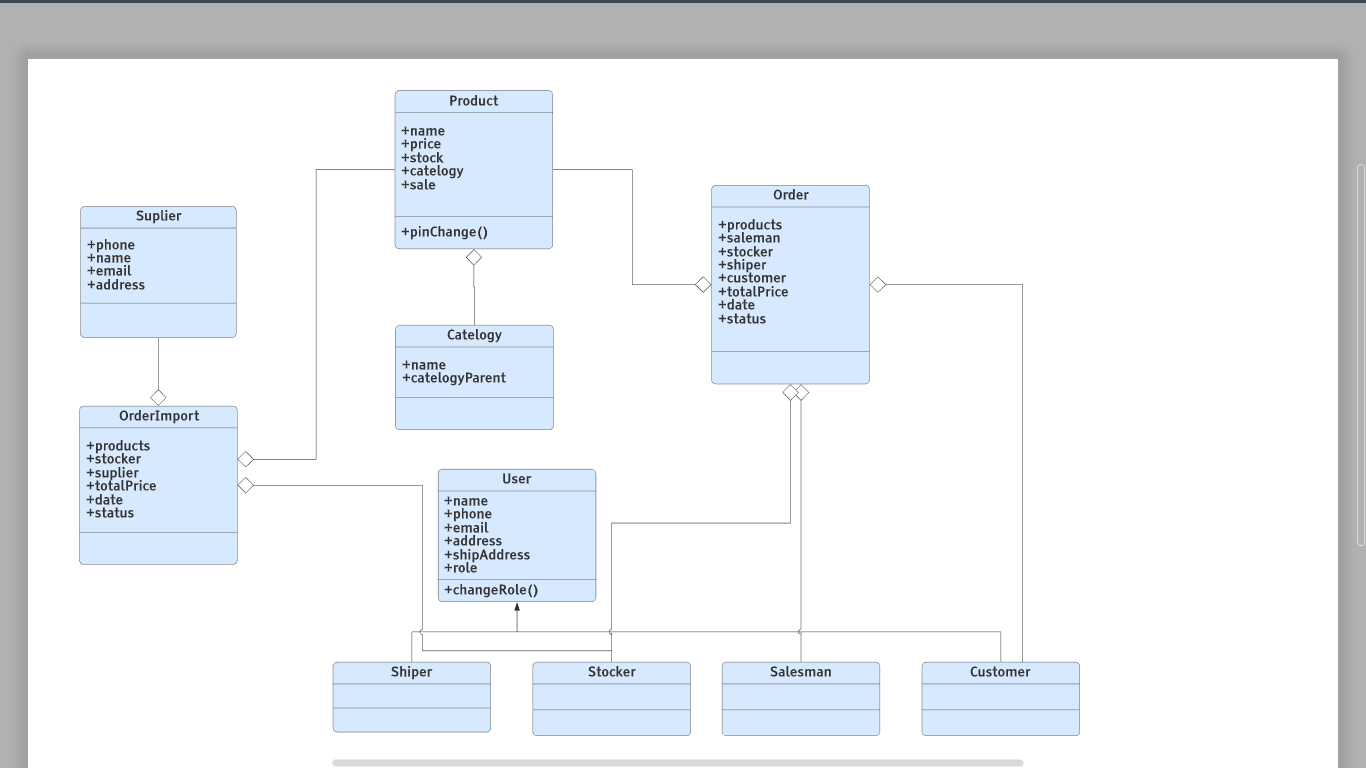 Product
+name
+price
+stock
+catelogy
+sale
+pinChange()
Order
+products
+saleman
+stocker
+shiper
+customer
+totalPrice
+date
+status
Suplier
+phone
+name
+email
+address
Catelogy
+name
+catelogyParent
OrderImport
+products
+stocker
+suplier
+totalPrice
+date
+status
User
+name
+phone
+email
+address
+shipAddress
+role
+changeRole()
Shiper
Stocker
Salesman
Customer